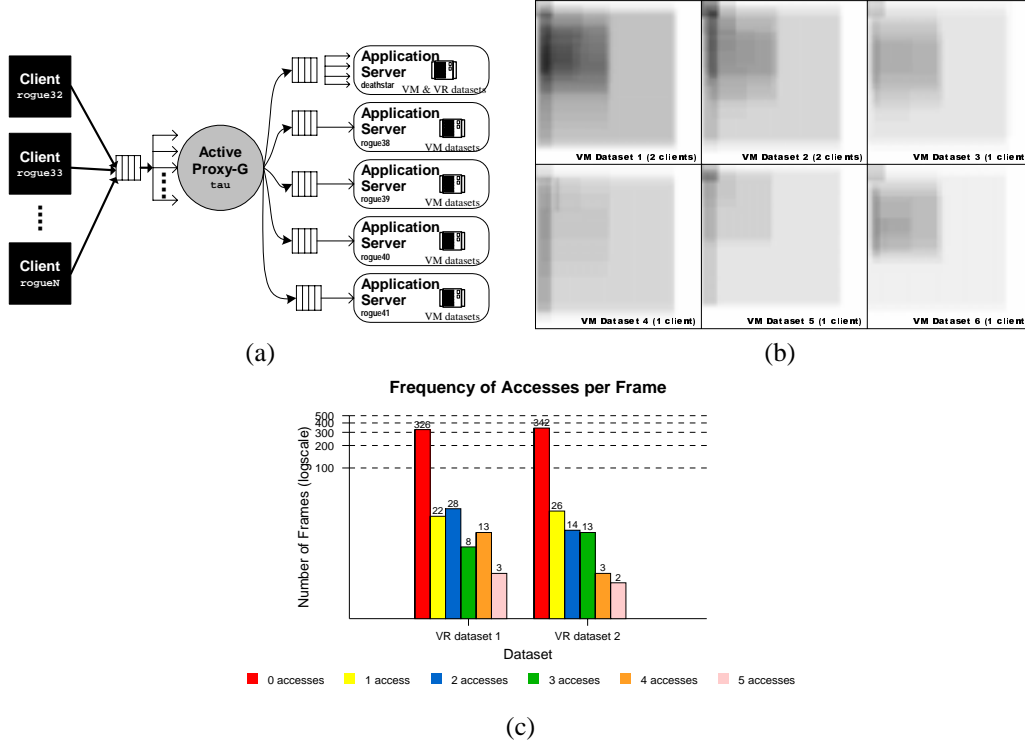 Client
rogue32
Client
rogue33
Client
rogueN
Active
Proxy-G
tau
Application
Server
deathstar
VM & VR datasets
Application
Server
rogue38
VM datasets
Application
Server
rogue39
VM datasets
Application
Server
rogue40
VM datasets
Application
Server
rogue41
VM datasets
(a)
VM Dataset 1 (2 clients)
VM Dataset 2 (2 clients)
VM Dataset 3 (1 client
VM Dataset 4 (1 client)
VM Dataset 5 (1 client)
VM Dataset 6 (1 client
(b)
Frequency of Accesses per Frame
Number of Frames (logscale)
500
400
300
200
100
326
22
28
8
13
3
342
26
14
13
3
2
VR dataset 1
VR dataset 2
Dataset
0 accesses
1 access
2 accesses
3 acceses
4 accesses
5 accesses
(c)